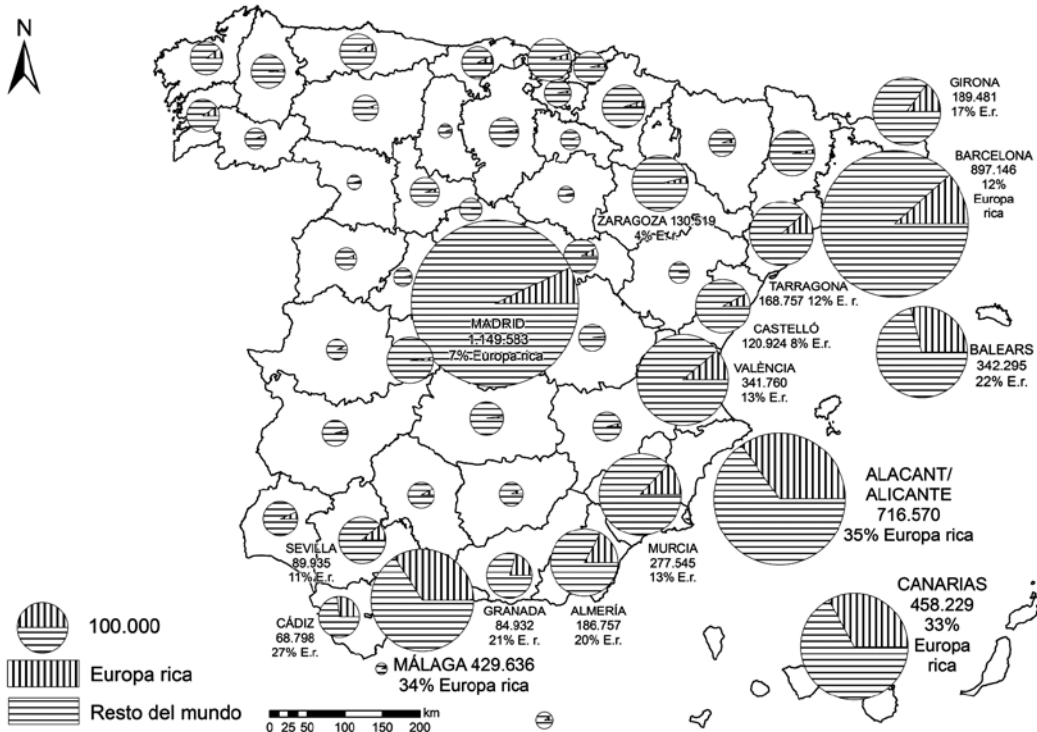 N
GIRONA
189.481
17% E.r.
BARCELONA
897.146
12%
Europa
rica
ZARAGOZA 130.519
4% E.r.
TARRAGONA
168.757 12% E. r.
MADRID
1.149.583
7% Europa rica
CASTELLÓ
120.924 8% E.r.
BALEARS
342.295
22% E.r.
VALÈNCIA
341.760
13% E.r.
ALACANT/
ALICANTE
716.570
35% Europa rica
SEVILLA
89.935
11% E.r.
MURCIA
277.545
13% E.r.
CANARIAS
458.229
33%
Europa
rica
CÁDIZ
68.798
27% E.r.
GRANADA
84.932
21% E. r.
ALMERÍA
186.757
20% E.r.
MÁLAGA 429.636
34% Europa rica
100.000
Europa rica
Resto del mundo
km
0 25 50 100 150 200